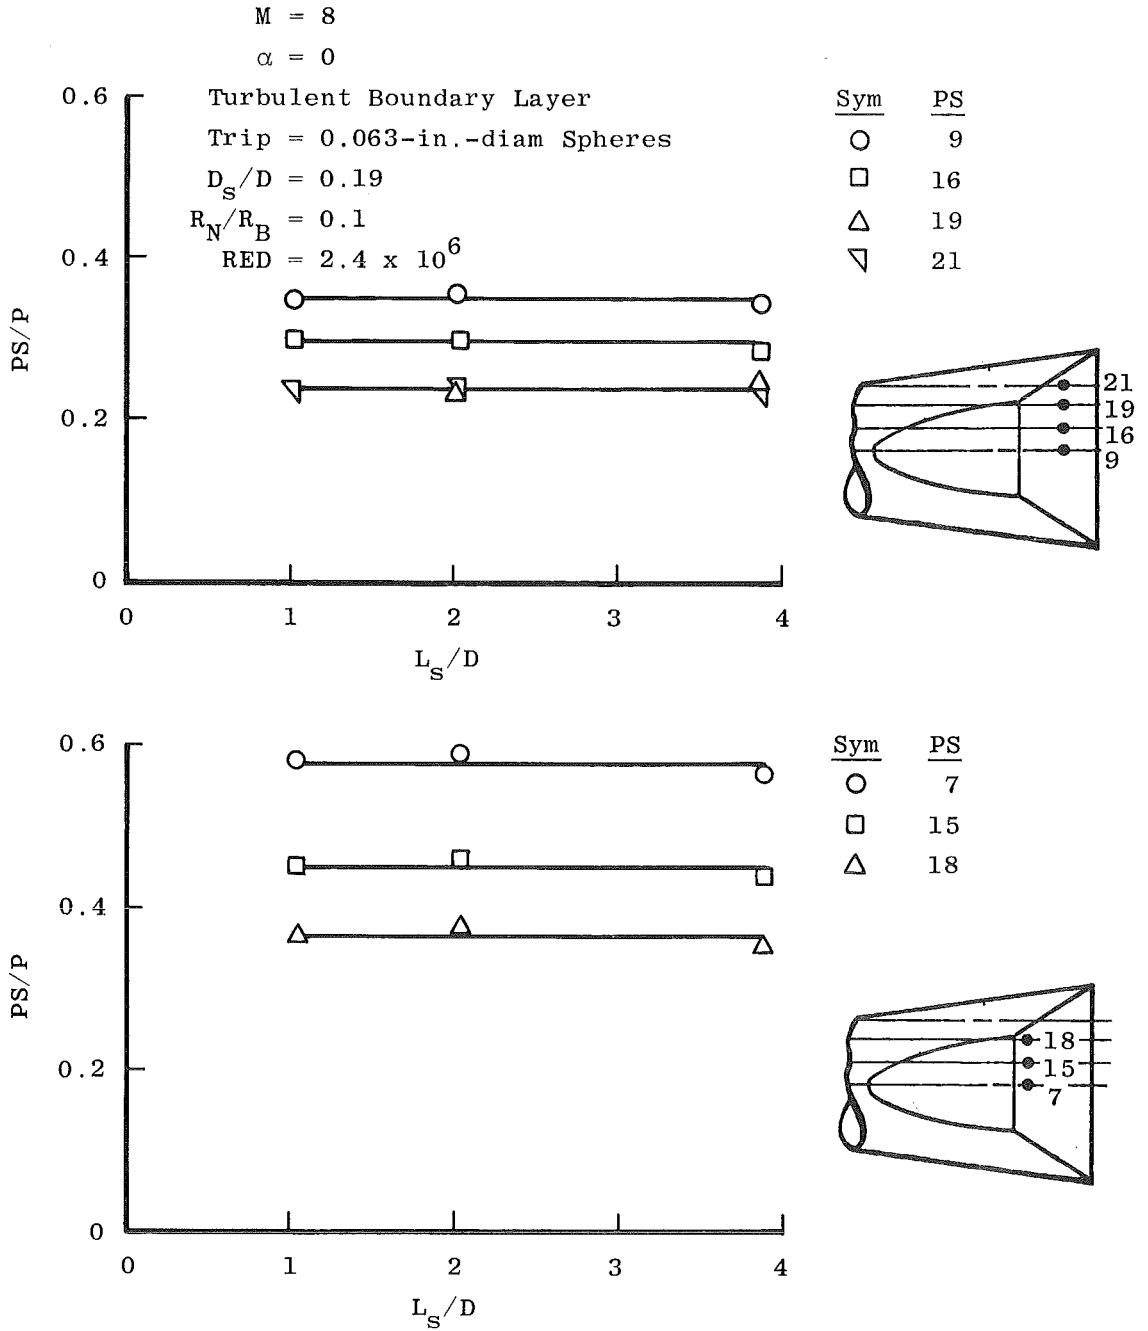 M = 8
α = 0
Turbulent Boundary Layer
Trip = 0.063-in.-diam Spheres
D_s/D = 0.19
R_N/R_B = 0.1
RED = 2.4 x 10^6
Sym PS
9
16
19
21
0.6
0.4
0.2
0
PS/P
0 1 2 3 4
L_s/D
21
19
16
9
Sym PS
7
15
18
0.6
0.4
0.2
0
PS/P
0 1 2 3 4
L_s/D
18
15
7